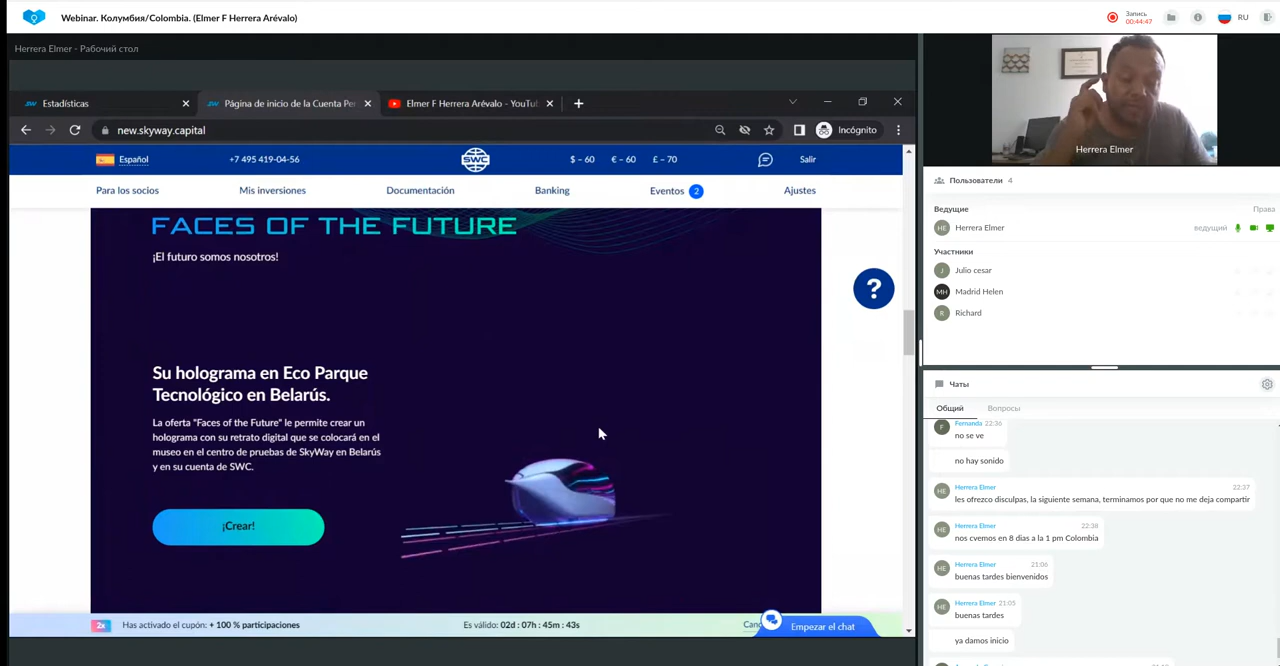 Webinar. Колумбия/Colombia. (Elmer F Herrera Arévalo)
Запись
00:44:47
RU
Herrera Elmer - Рабочий стол
Estadísticas
Página de inicio de la Cuenta Per
Elmer F Herrera Arévalo - YouTu
new.skyway.capital
Incógnito
Español
+7 495 419-04-56
SWC
$ – 60
€ – 60
£ – 70
Salir
Para los socios
Mis inversiones
Documentación
Banking
Eventos 2
Ajustes
FACES OF THE FUTURE
¡El futuro somos nosotros!
?
Su holograma en Eco Parque
Tecnológico en Belarús.
La oferta "Faces of the Future" le permite crear un
holograma con su retrato digital que se colocará en el
museo en el centro de pruebas de SkyWay en Belarús
y en su cuenta de SWC.
¡Crear!
2x
Has activado el cupón: + 100 % participaciones
Es válido: 02d : 07h : 45m : 43s
Canc
Empezar el chat
Herrera Elmer
Пользователи 4
Ведущие
Права
HE
Herrera Elmer
ведущий
Участники
J
Julio cesar
MH
Madrid Helen
R
Richard
Чаты
Общий
Вопросы
F
Fernanda 22:36
no se ve
no hay sonido
HE
Herrera Elmer
22:37
les ofrezco disculpas, la siguiente semana, terminamos por que no me deja compartir
HE
Herrera Elmer
22:38
nos cvemos en 8 dias a la 1 pm Colombia
HE
Herrera Elmer
21:06
buenas tardes bienvenidos
HE
Herrera Elmer 21:05
buenas tardes
ya damos inicio